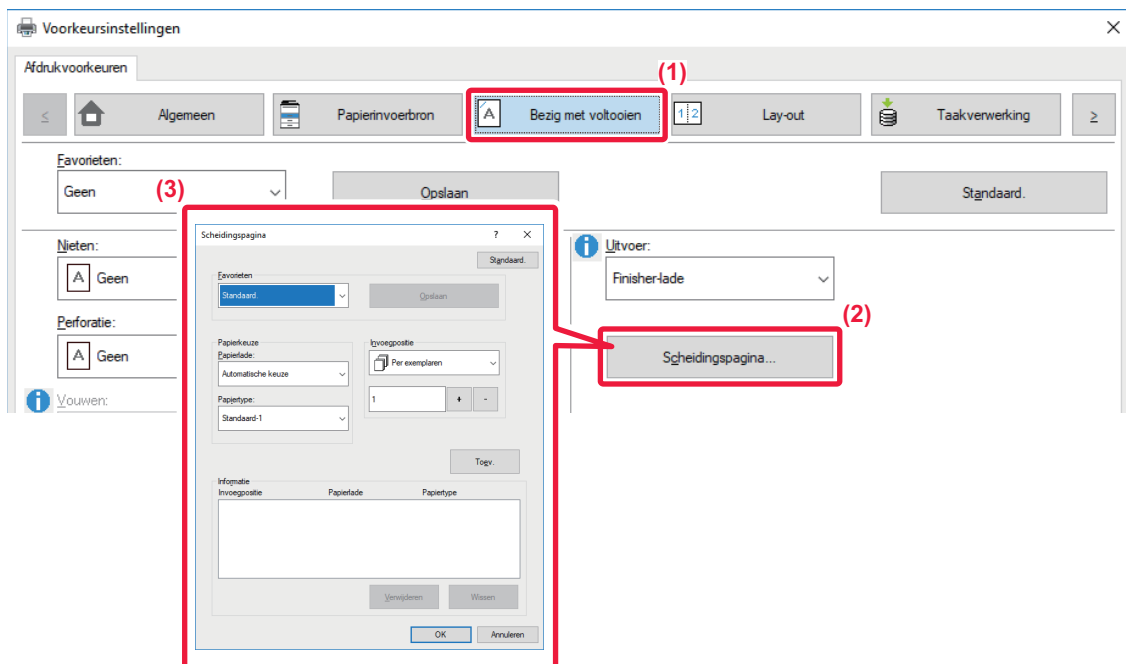 Voorkeursinstellingen
Afdrukvoorkeuren
(1)
<
Algemeen
Papierinvoerbron
A
Bezig met voltooien
1 2
Lay-out
Taakverwerking
>
Favorieten:
Geen
(3)
Opslaan
Standaard.
Nieten:
A Geen
Perforatie:
A Geen
Vouwen:
Uitvoer:
Finisher-lade
(2)
Scheidingspagina...
Scheidingspagina
?
Standaard.
Favorieten
Standaard.
Opslaan
Papierkeuze
Papierlade:
Automatische keuze
Papiertype:
Standaard-1
Invoegpositie
Per exemplaren
1
+ -
Toev.
Informatie
Invoegpositie Papierlade Papiertype
Verwijderen Wissen
OK Annuleren